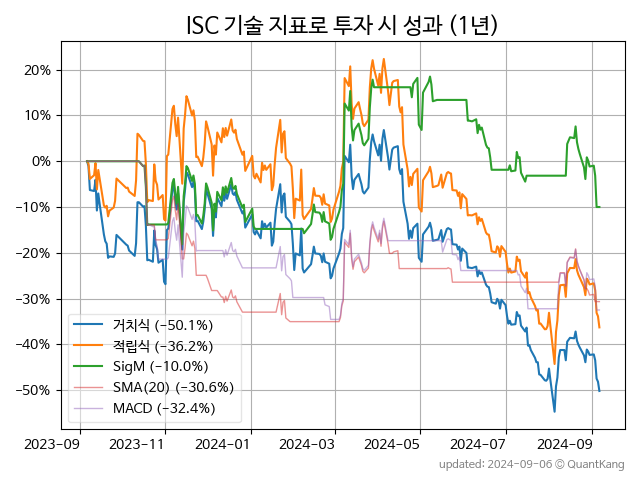 ISC 기술 지표로 투자 시 성과 (1년)
20%
10%
0%
−10%
−20%
−30%
−40%
−50%
거치식 (−50.1%)
적립식 (−36.2%)
SigM (−10.0%)
SMA(20) (−30.6%)
MACD (−32.4%)
2023-09 2023-11 2024-01 2024-03 2024-05 2024-07 2024-09
updated: 2024-09-06 © QuantKang